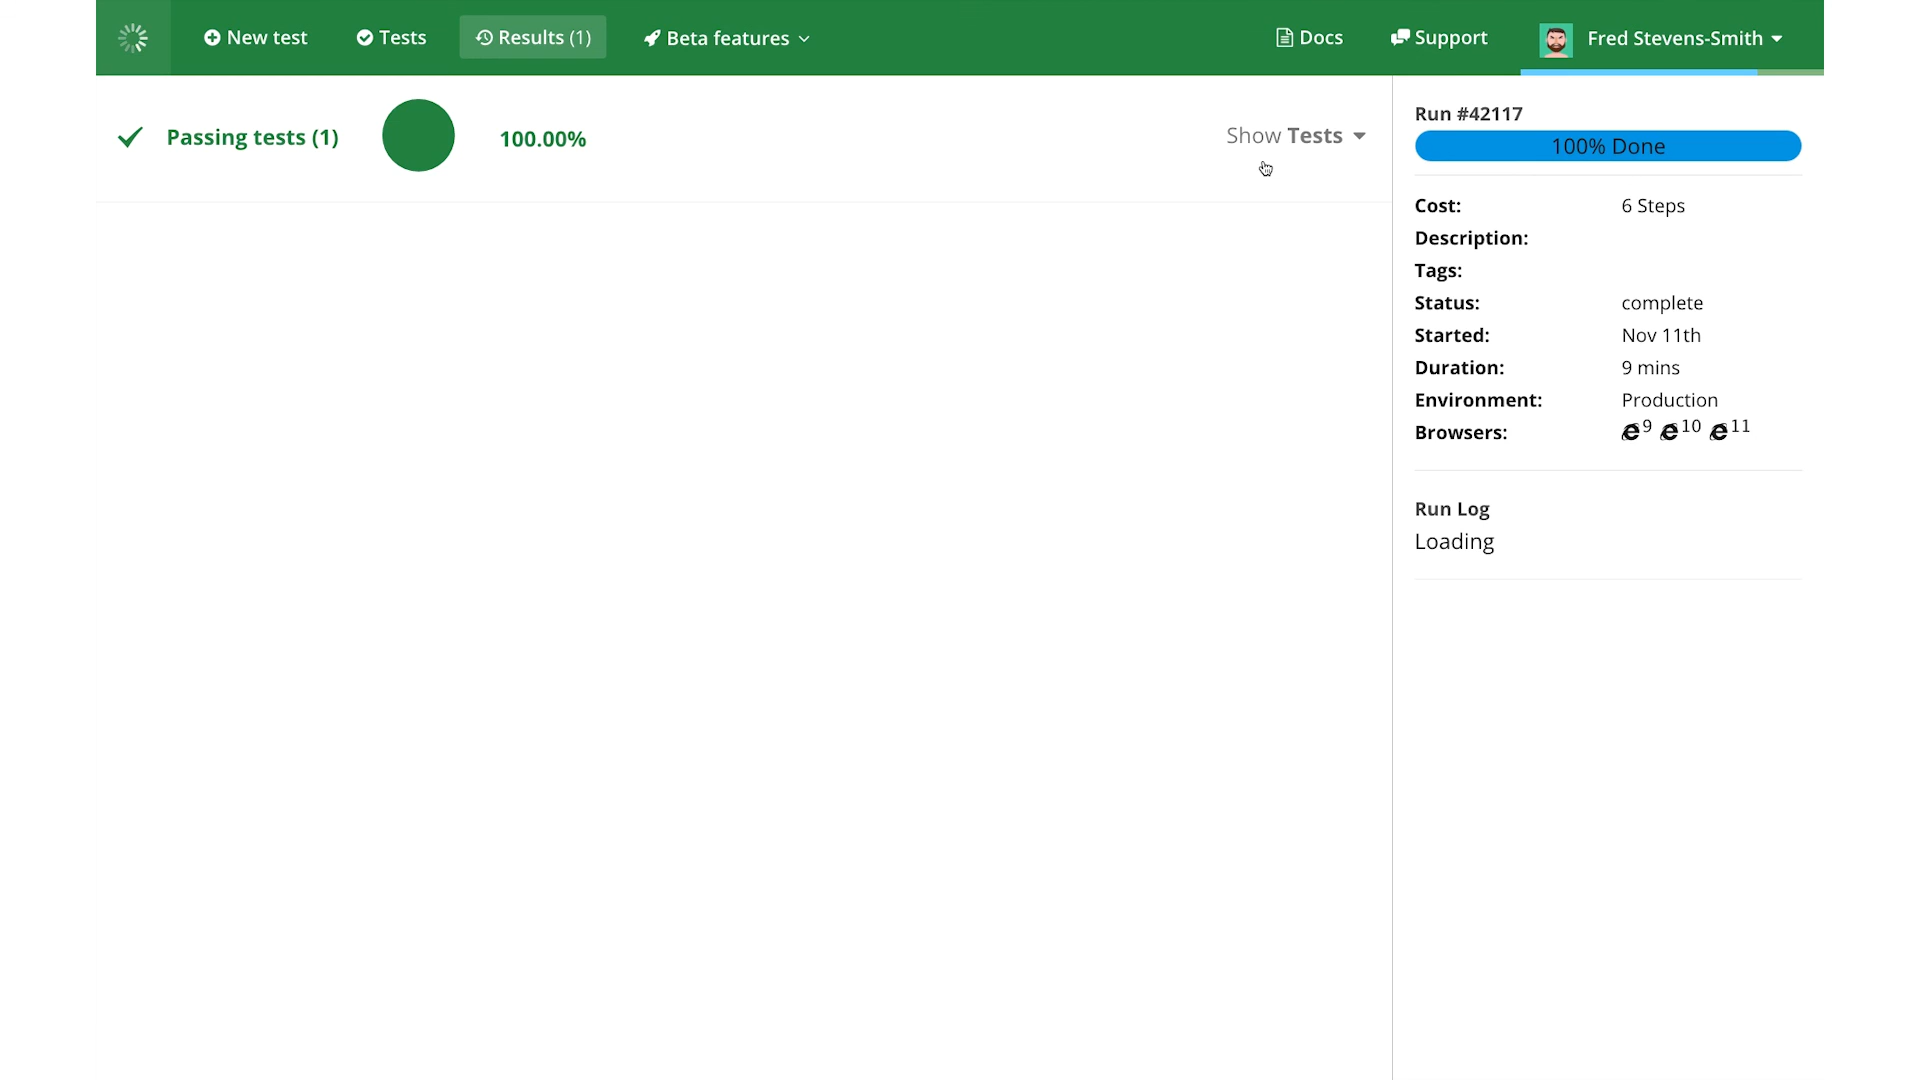 New test
Tests
Results (1)
Beta features
Docs
Support
Fred Stevens-Smith
Passing tests (1)
100.00%
Show Tests
Run #42117
100% Done
Cost: 6 Steps
Description:
Tags:
Status: complete
Started: Nov 11th
Duration: 9 mins
Environment: Production
Browsers: 9 10 11
Run Log
Loading